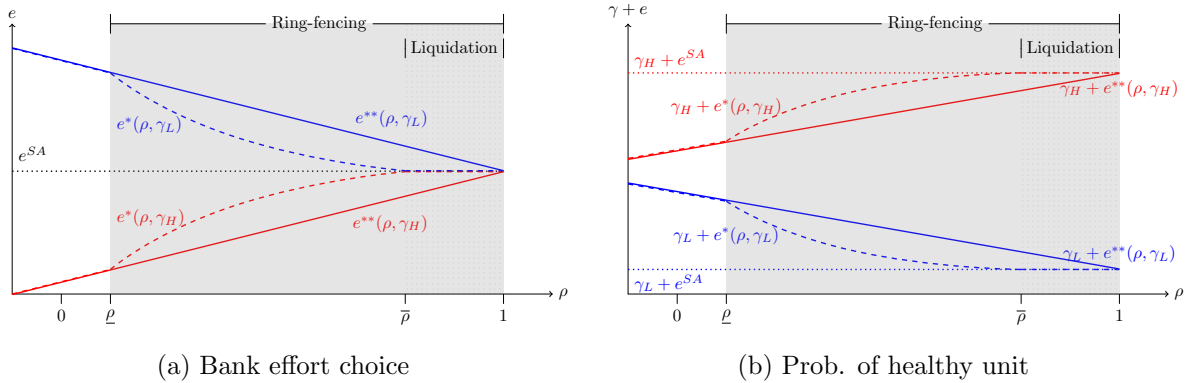 e
Ring-fencing
Liquidation
e*(ρ, γ_L)
e**(ρ, γ_L)
e^{SA}
e*(ρ, γ_H)
e**(ρ, γ_H)
ρ
0
ρ
ρ̅
1
(a) Bank effort choice
γ + e
Ring-fencing
Liquidation
γ_H + e^{SA}
γ_H + e*(ρ, γ_H)
γ_H + e**(ρ, γ_H)
γ_L + e*(ρ, γ_L)
γ_L + e**(ρ, γ_L)
γ_L + e^{SA}
ρ
0
ρ
ρ̅
1
(b) Prob. of healthy unit